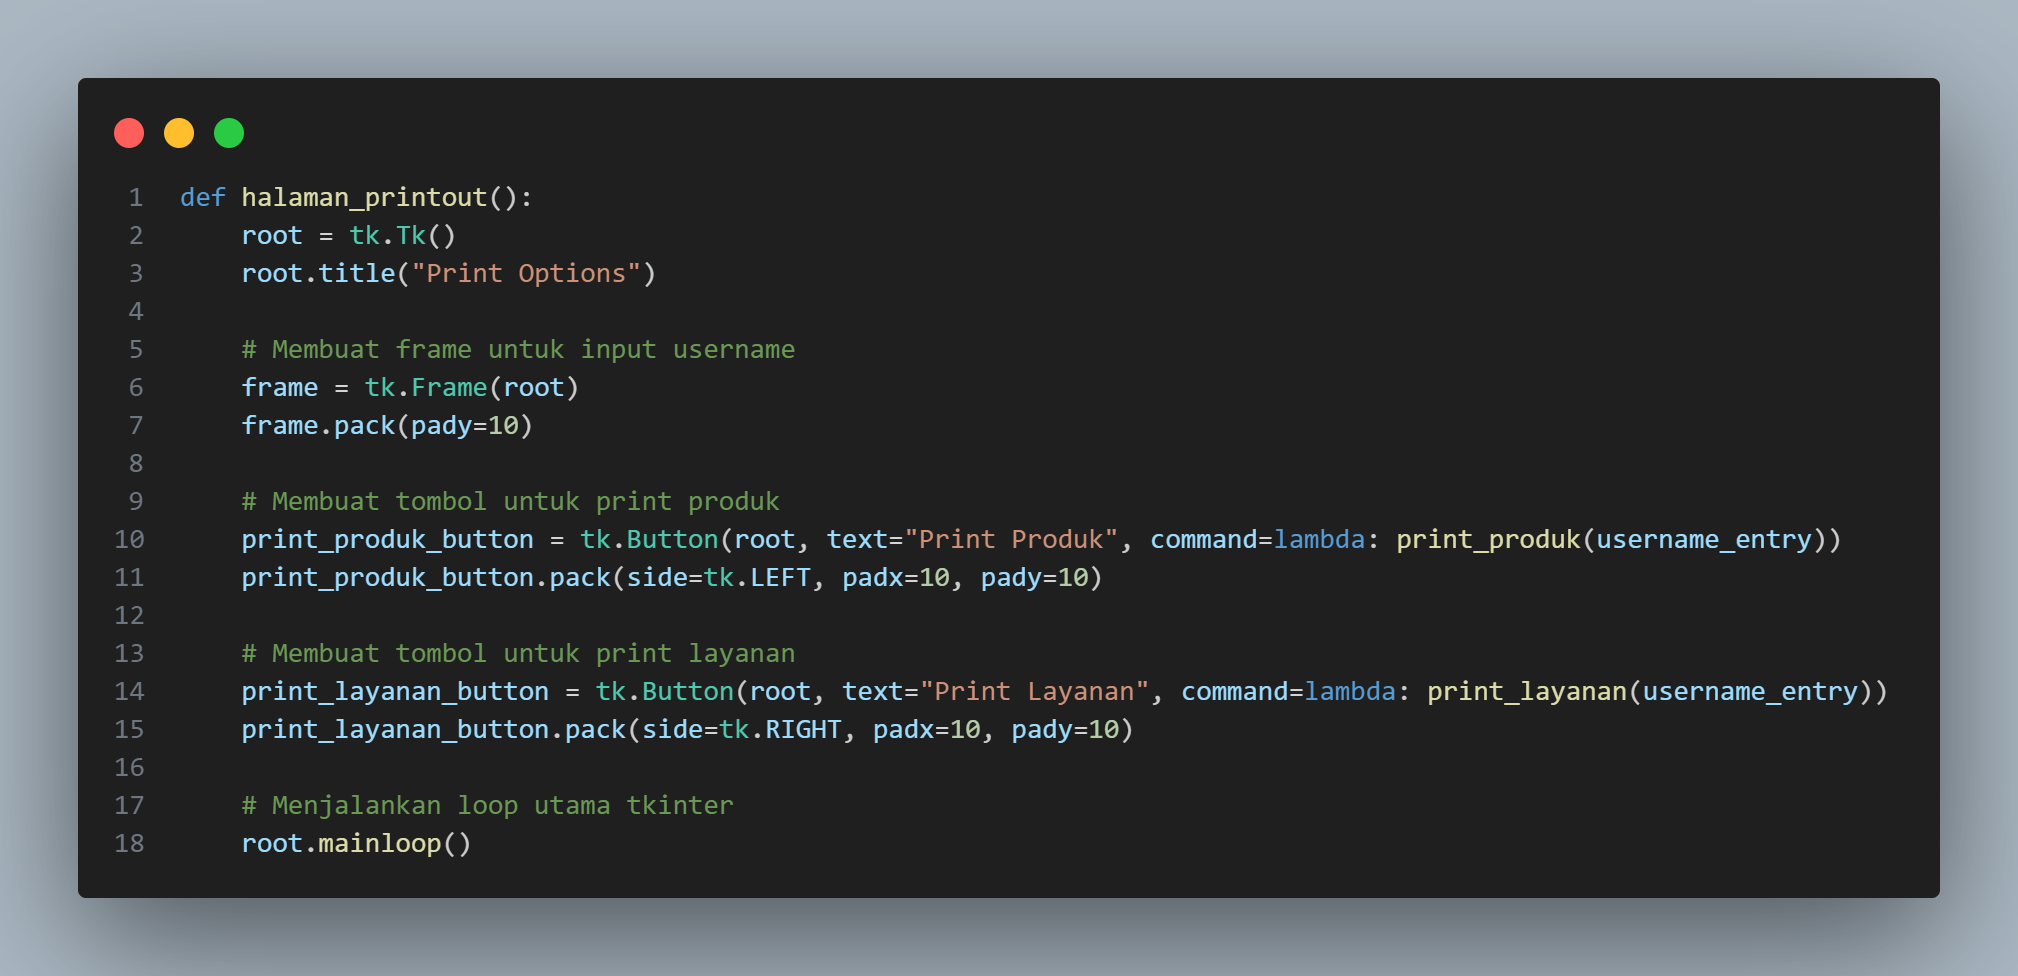 1 def halaman_printout():
2     root = tk.Tk()
3     root.title("Print Options")
4
5     # Membuat frame untuk input username
6     frame = tk.Frame(root)
7     frame.pack(pady=10)
8
9     # Membuat tombol untuk print produk
10     print_produk_button = tk.Button(root, text="Print Produk", command=lambda: print_produk(username_entry))
11     print_produk_button.pack(side=tk.LEFT, padx=10, pady=10)
12
13     # Membuat tombol untuk print layanan
14     print_layanan_button = tk.Button(root, text="Print Layanan", command=lambda: print_layanan(username_entry))
15     print_layanan_button.pack(side=tk.RIGHT, padx=10, pady=10)
16
17     # Menjalankan loop utama tkinter
18     root.mainloop()